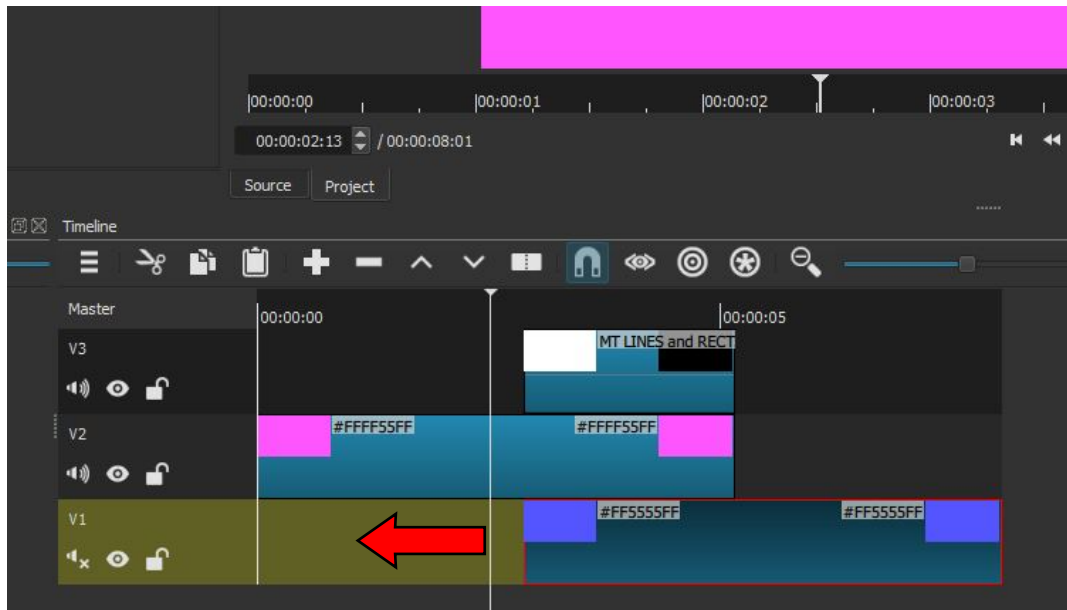 00:00:00 00:00:01 00:00:02 00:00:03
00:00:02:13 / 00:00:08:01
Source Project
Timeline
Master 00:00:00 00:00:05
V3 MT LINES and RECT
V2 #FFFF55FF #FFFF55FF
V1 #FF5555FF #FF5555FF